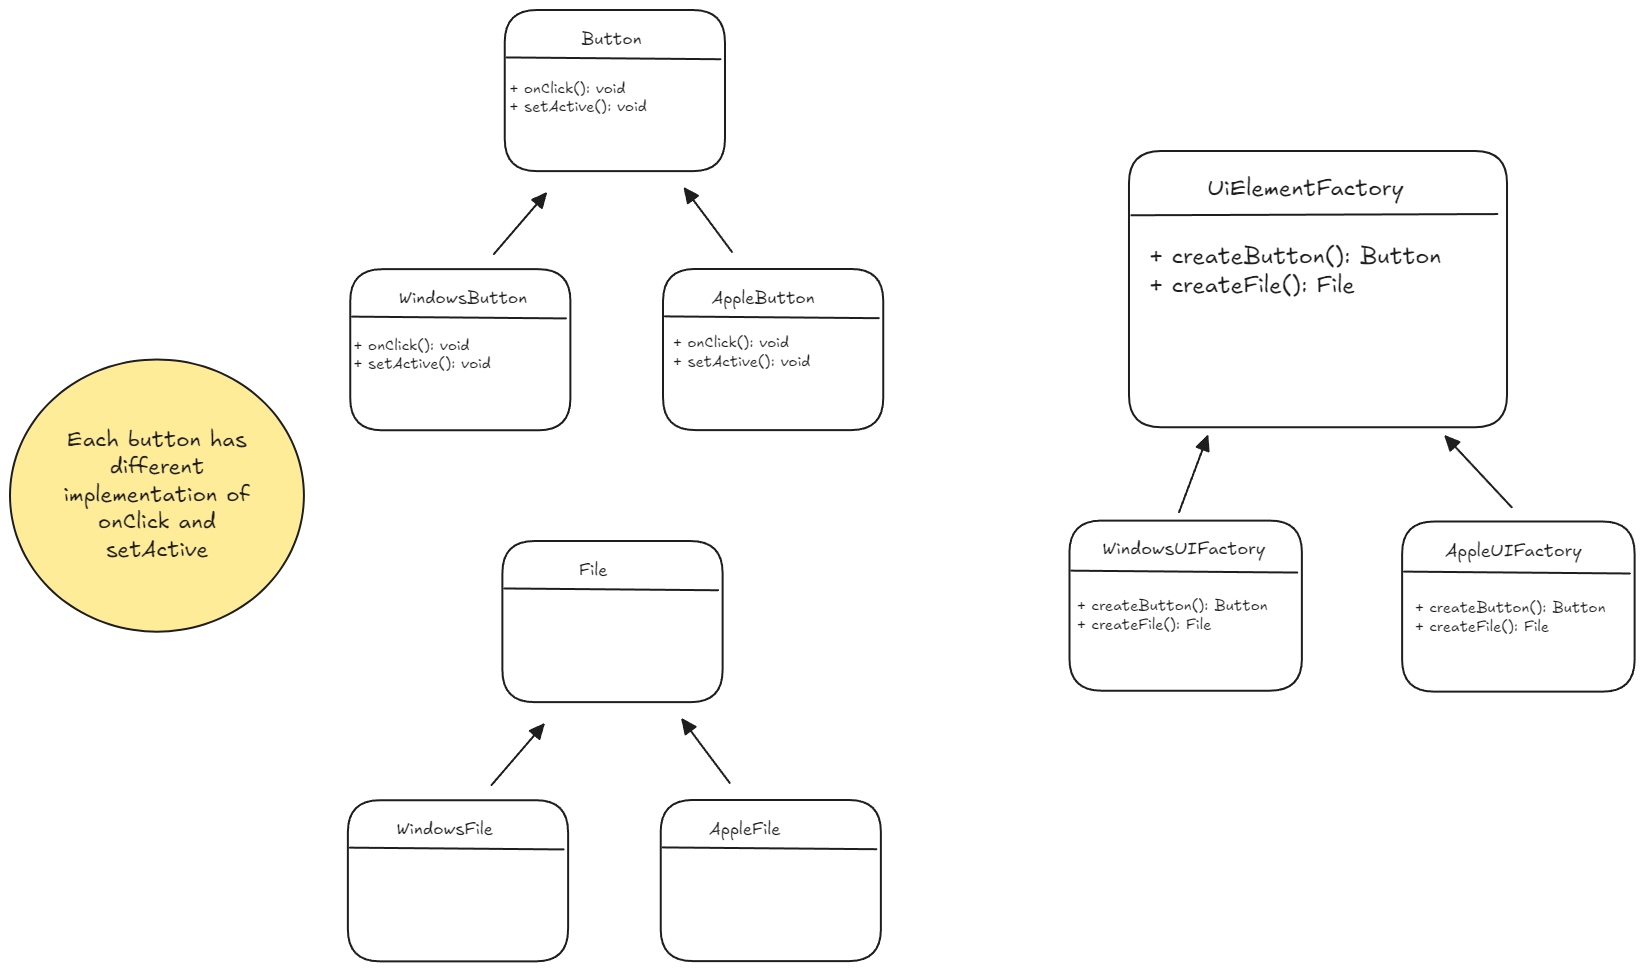 Button
+ onClick(): void
+ setActive(): void
WindowsButton
+ onClick(): void
+ setActive(): void
AppleButton
+ onClick(): void
+ setActive(): void
Each button has
different
implementation of
onClick and
setActive
File
WindowsFile
AppleFile
UiElementFactory
+ createButton(): Button
+ createFile(): File
WindowsUIFactory
+ createButton(): Button
+ createFile(): File
AppleUIFactory
+ createButton(): Button
+ createFile(): File